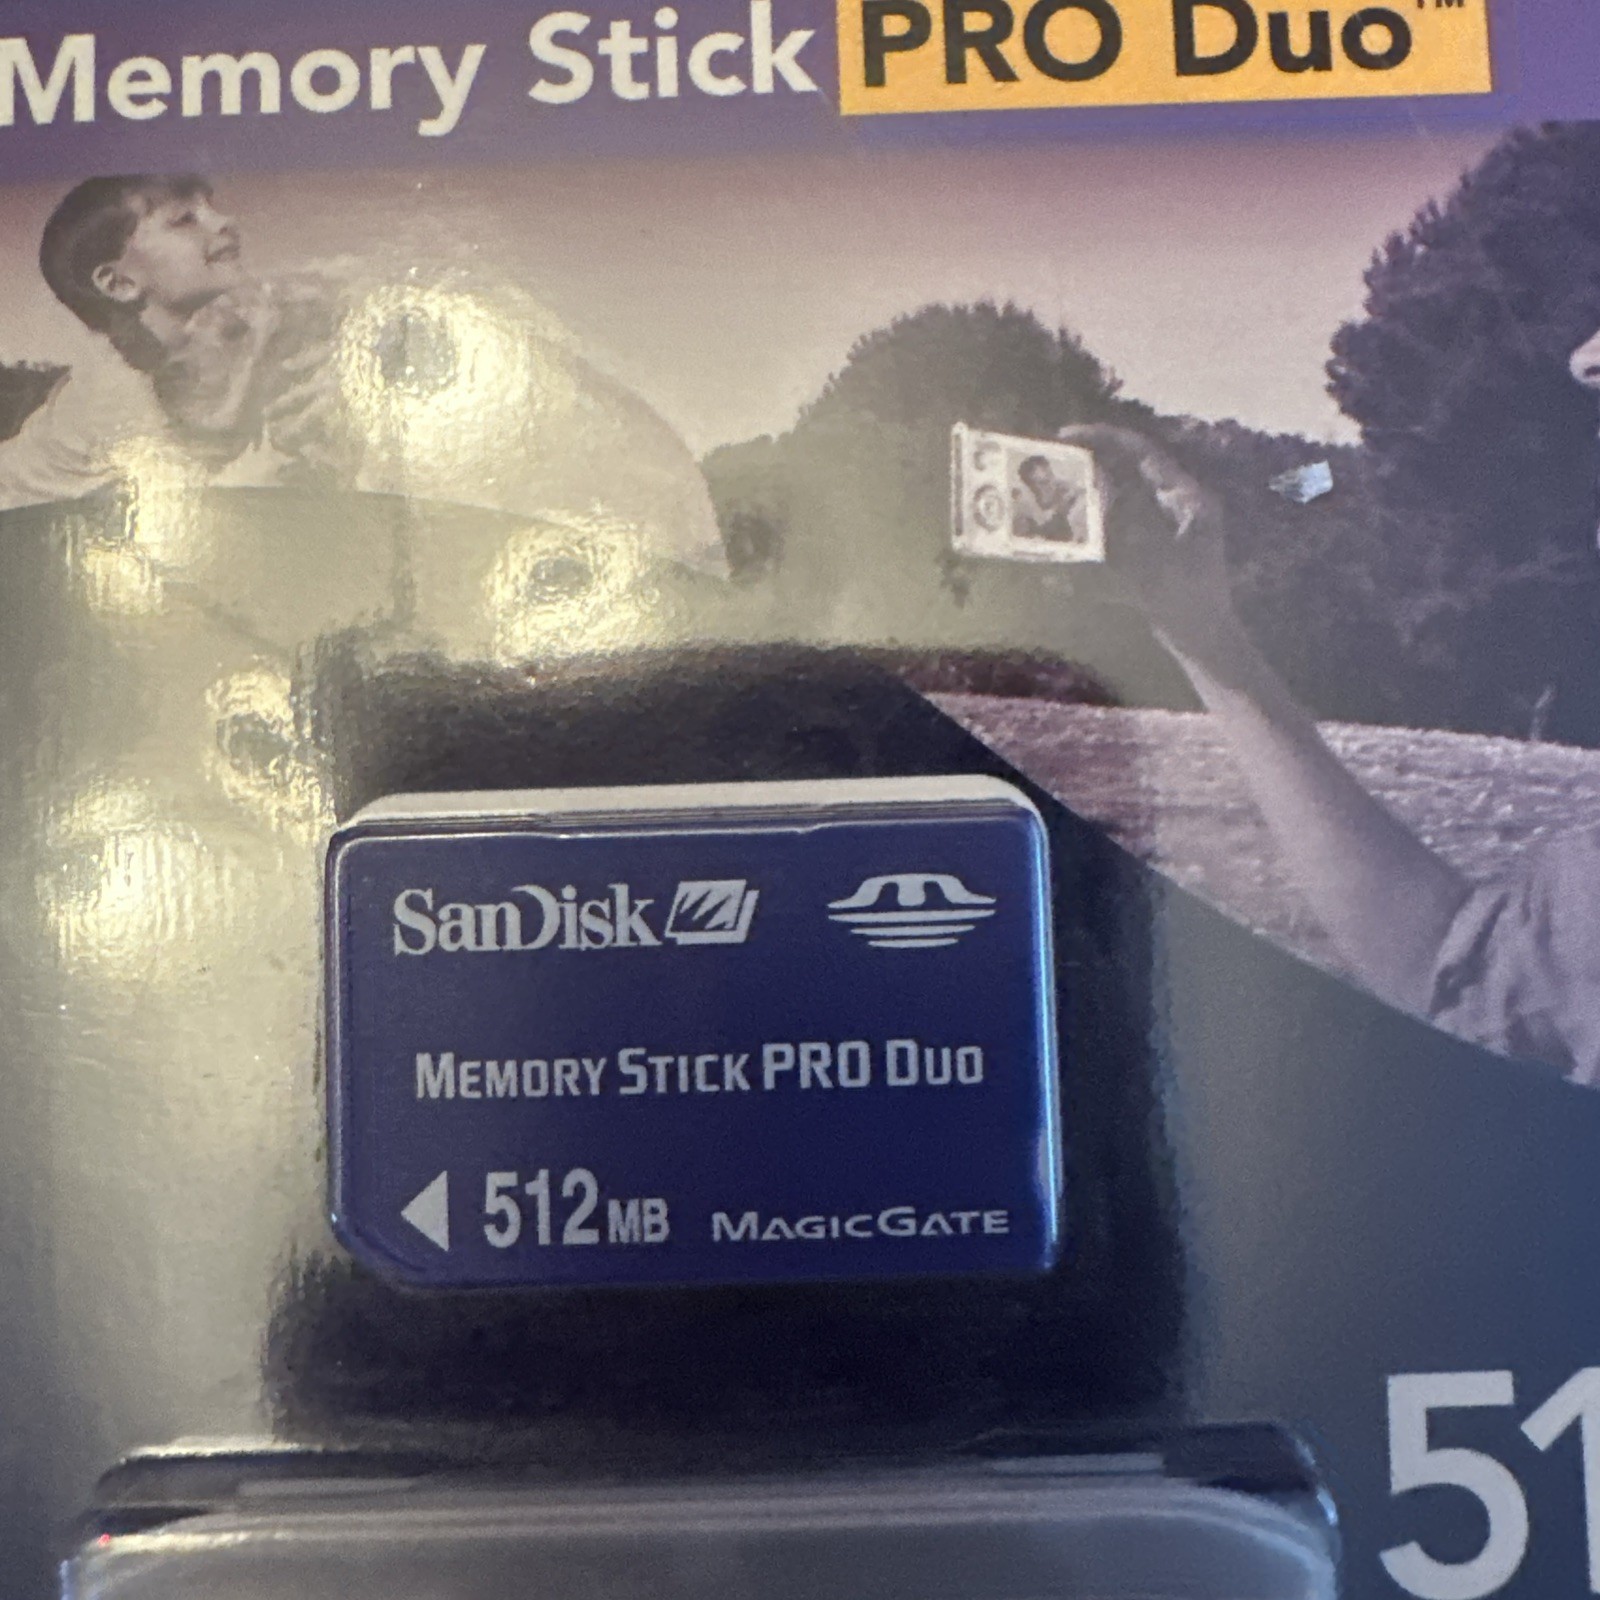 Memory Stick PRO Duo™
SanDisk
MEMORY STICK PRO DUO
512MB MAGICGATE
51